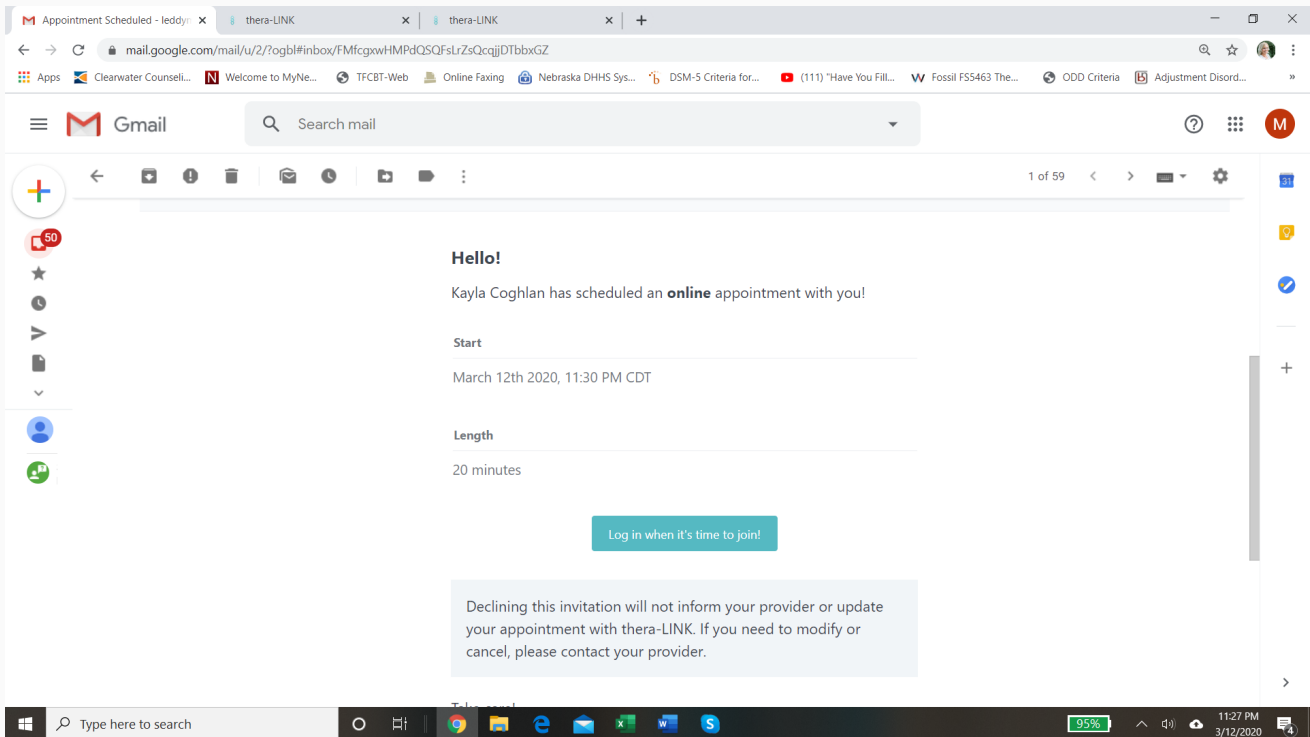 Appointment Scheduled - leddyn
thera-LINK
thera-LINK
mail.google.com/mail/u/2/?ogbl#inbox/FMfcgxwHMPdQSQFsLrZsQcqjjDTbbxGZ
Apps Clearwater Counseli... N Welcome to MyNe... TFCBT-Web Online Faxing Nebraska DHHS Sys... DSM-5 Criteria for... (111) "Have You Fill... W Fossil FS5463 The... ODD Criteria Adjustment Disord... »
Gmail Search mail M
1 of 59
31
50
Hello!
Kayla Coghlan has scheduled an online appointment with you!
Start
March 12th 2020, 11:30 PM CDT
Length
20 minutes
Log in when it's time to join!
Declining this invitation will not inform your provider or update
your appointment with thera-LINK. If you need to modify or
cancel, please contact your provider.
Type here to search
95%
11:27 PM
3/12/2020
4